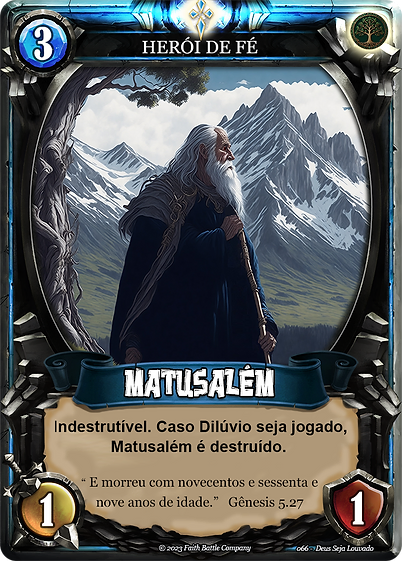 3
HERÓI DE FÉ
MATUSALÉM
Indestrutível. Caso Dilúvio seja jogado,
Matusalém é destruído.
“ E morreu com novecentos e sessenta e
nove anos de idade.” Gênesis 5.27
1
1
© 2023 Faith Battle Company
066 Deus Seja Louvado